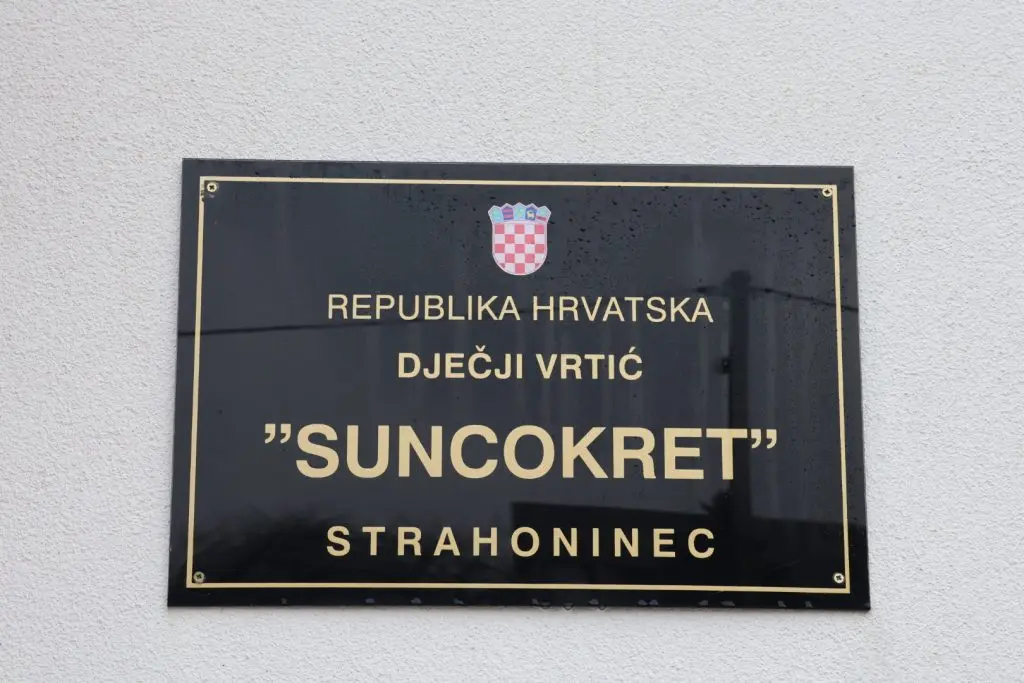 REPUBLIKA HRVATSKA
DJEČJI VRTIĆ
”SUNCOKRET”
STRAHONINEC